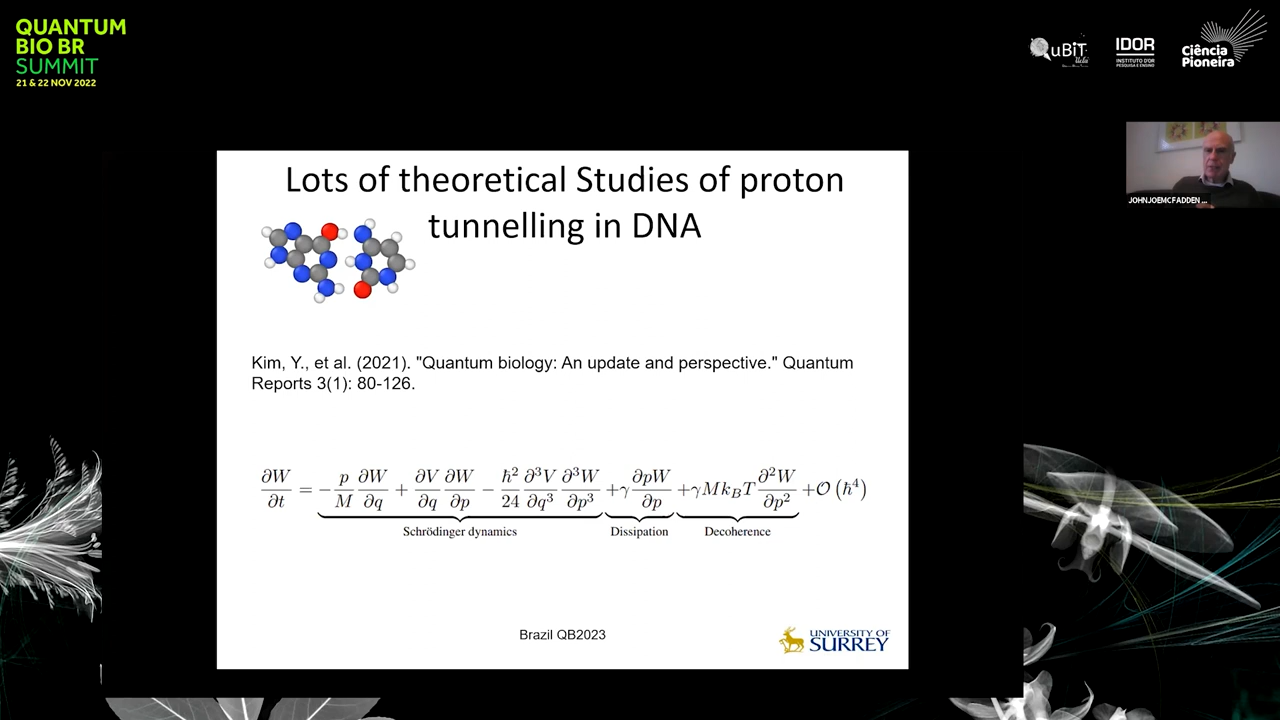 QUANTUM
BIO BR
SUMMIT
21 & 22 NOV 2022
QuBiT
IDOR
INSTITUTO D'OR
PESQUISA E ENSINO
Ciência
Pioneira
JOHNJOEMCFADDEN ...
Lots of theoretical Studies of proton
tunnelling in DNA
Kim, Y., et al. (2021). "Quantum biology: An update and perspective." Quantum
Reports 3(1): 80-126.
∂W/∂t = −p/M ∂W/∂q + ∂V/∂q ∂W/∂p − ħ²/24 ∂³V/∂q³ ∂³W/∂p³ +γ ∂pW/∂p +γMk_BT ∂²W/∂p² +O (ħ⁴)
Schrödinger dynamics Dissipation Decoherence
Brazil QB2023
UNIVERSITY OF
SURREY